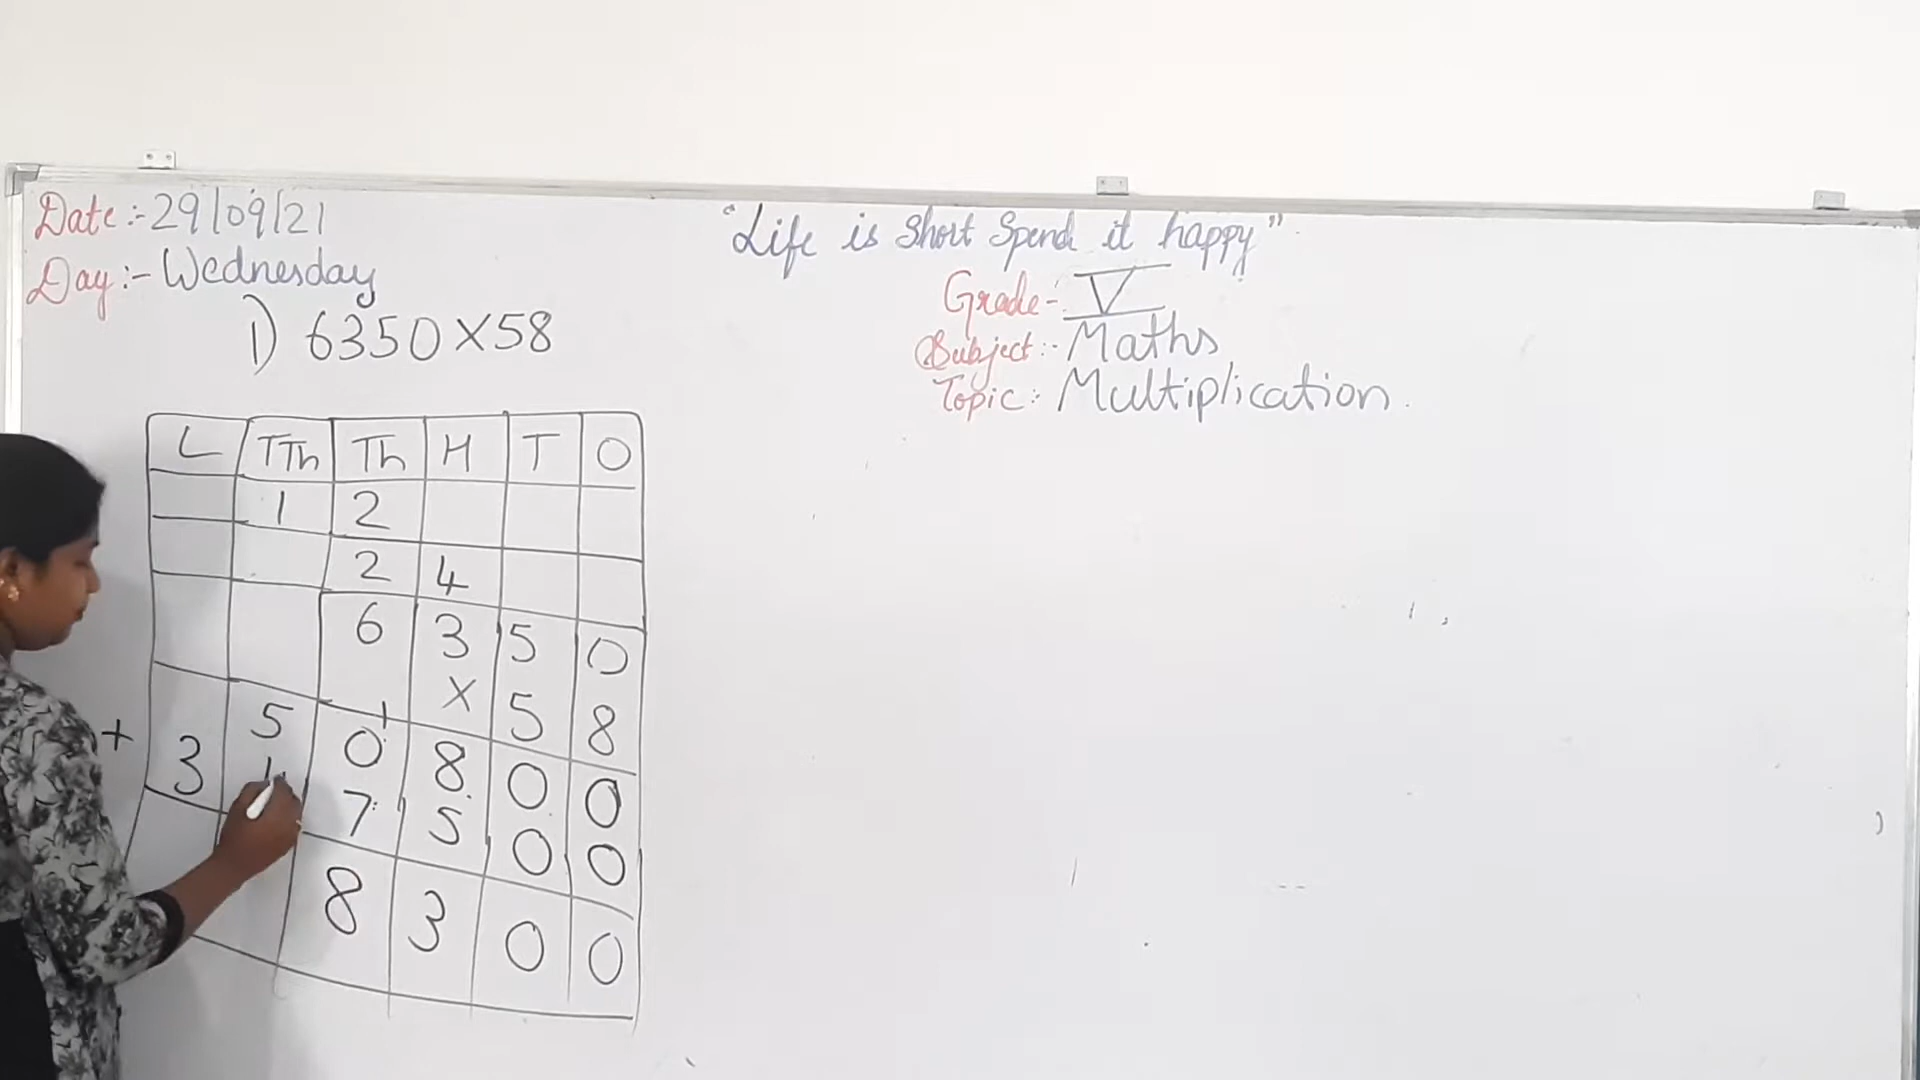 Date:-29/09/21
Day:-Wednesday
"Life is Short Spend it happy"
Grade:-V
Subject:-Maths
Topic:-Multiplication.
1) 6350X58
L TTh Th H T O
1 2
2 4
6 3 5 0
X 5 8
1
5 0 8 0 0
+ 3 7 5 0 0
8 3 0 0